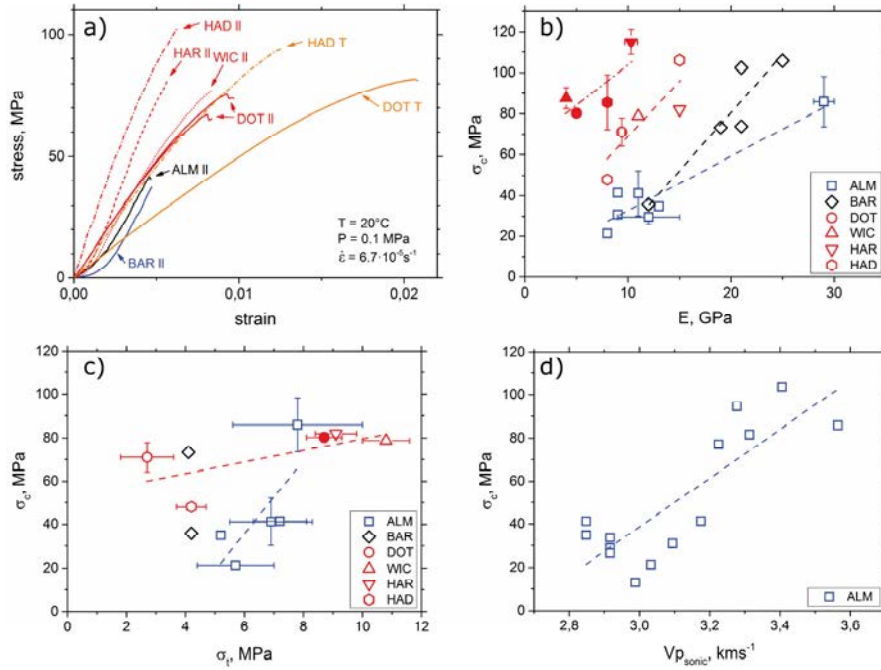 a)
HAD II
HAR II
WIC II
HAD T
DOT II
DOT T
ALM II
BAR II
T = 20°C
P = 0.1 MPa
ε̇ = 6.7·10⁻⁵s⁻¹
100
50
0
stress, MPa
0,00 0,01 0,02
strain
b)
120
100
80
60
40
20
0
σc, MPa
0 10 20 30
E, GPa
ALM
BAR
DOT
WIC
HAR
HAD
c)
120
100
80
60
40
20
0
σc, MPa
0 2 4 6 8 10 12
σt, MPa
ALM
BAR
DOT
WIC
HAR
HAD
d)
120
100
80
60
40
20
0
σc, MPa
2,8 3,0 3,2 3,4 3,6
Vpsonic, kms⁻¹
ALM